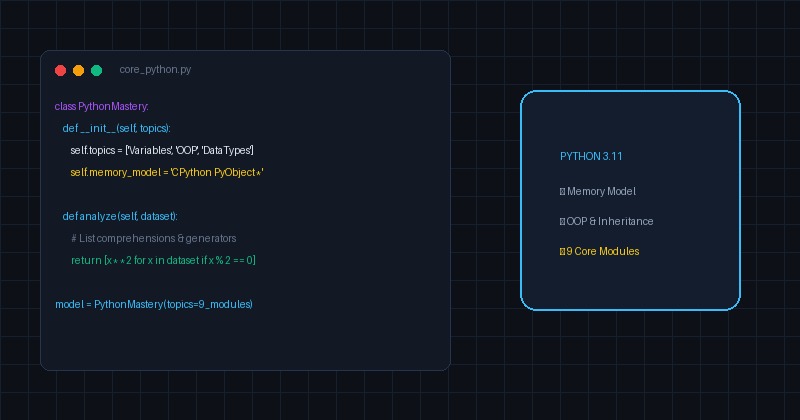 core_python.py
class PythonMastery:
def __init__(self, topics):
self.topics = ['Variables', 'OOP', 'Data Types']
self.memory_model = 'CPython PyObject*'
def analyze(self, dataset):
# List comprehensions & generators
return [x**2 for x in dataset if x % 2 == 0]
model = PythonMastery(topics=9_modules)
PYTHON 3.11
Memory Model
OOP & Inheritance
9 Core Modules